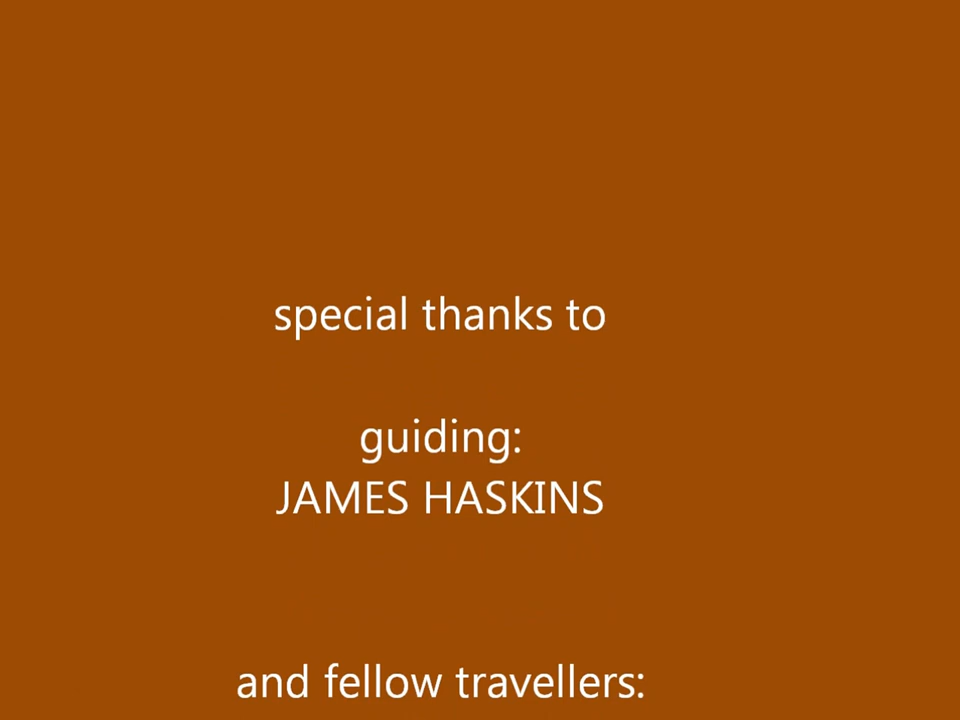 special thanks to
guiding:
JAMES HASKINS
and fellow travellers: